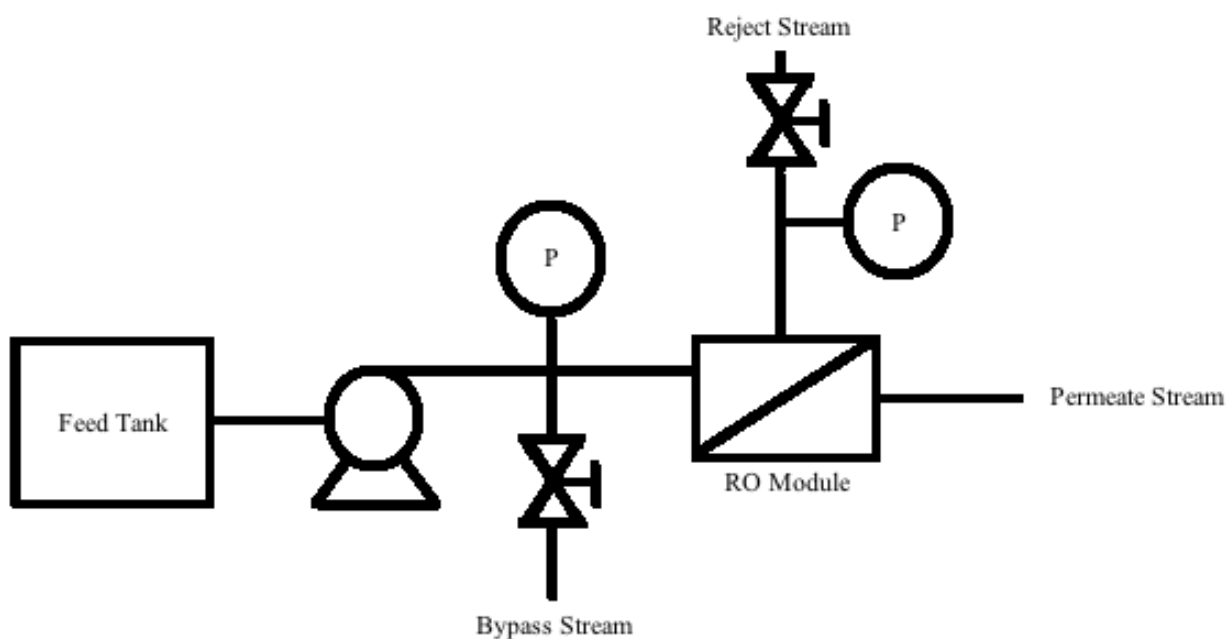 Reject Stream
P
P
Feed Tank
Permeate Stream
RO Module
Bypass Stream